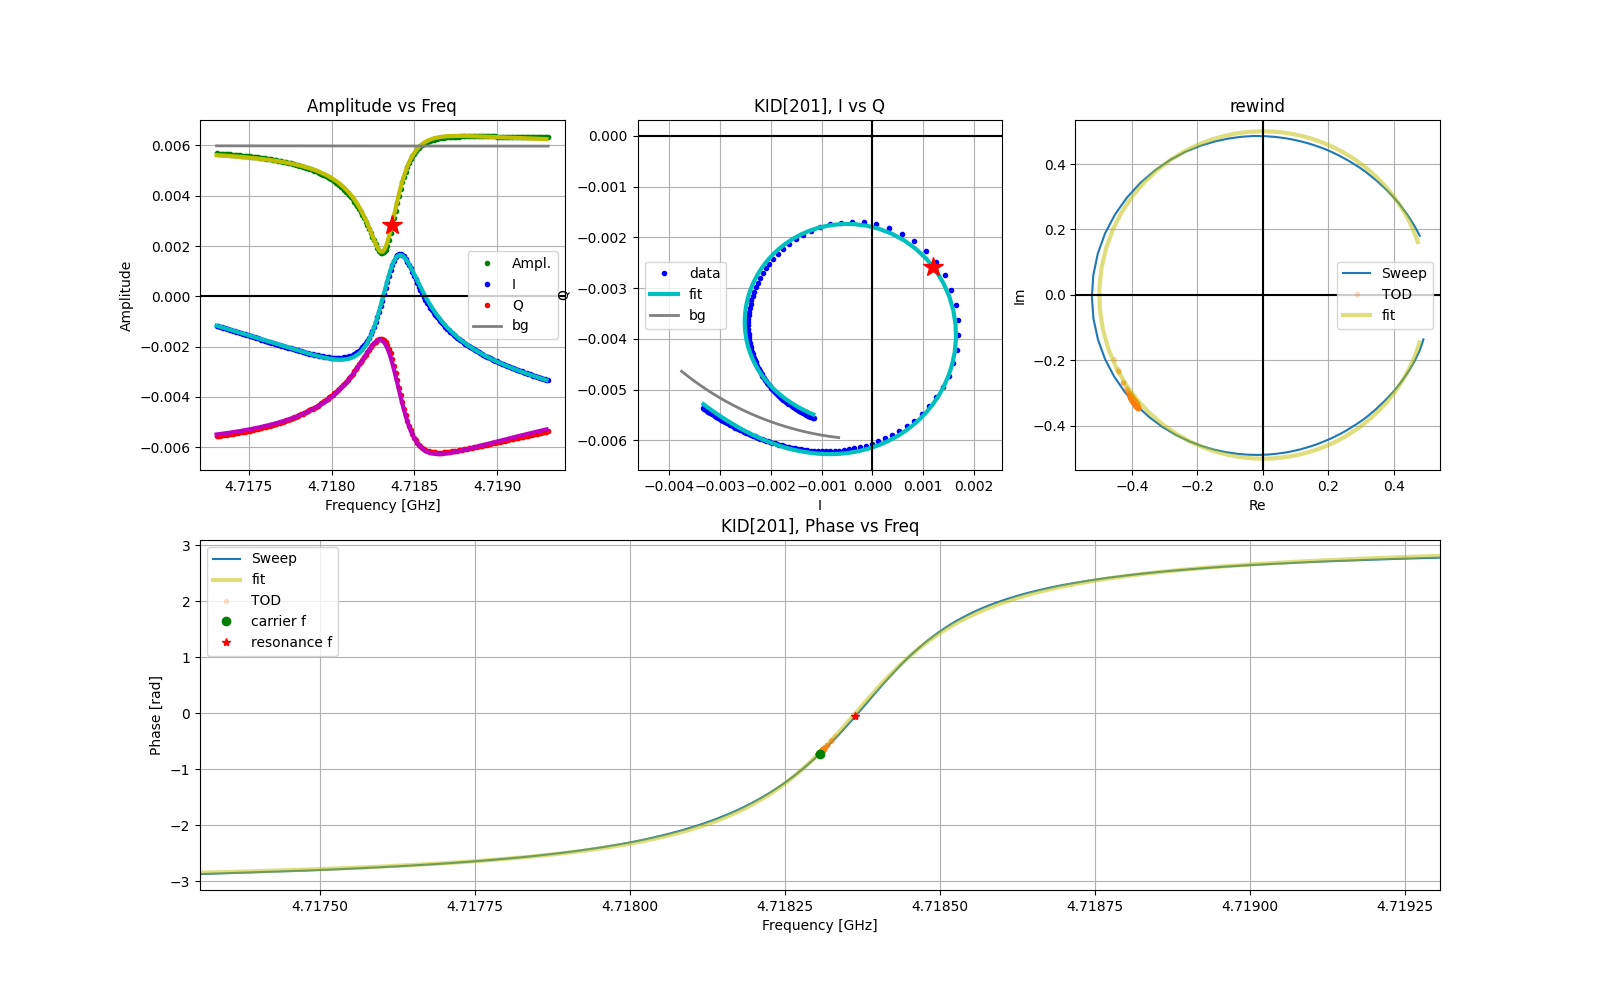 Amplitude vs Freq
Amplitude
0.006
0.004
0.002
0.000
−0.002
−0.004
−0.006
Ampl.
I
Q
bg
4.7175
4.7180
4.7185
4.7190
Frequency [GHz]
KID[201], I vs Q
Q
0.000
−0.001
−0.002
−0.003
−0.004
−0.005
−0.006
data
fit
bg
−0.004
−0.003
−0.002
−0.001
0.000
0.001
0.002
I
rewind
Im
0.4
0.2
0.0
−0.2
−0.4
Sweep
TOD
fit
−0.4
−0.2
0.0
0.2
0.4
Re
KID[201], Phase vs Freq
Phase [rad]
3
2
1
0
−1
−2
−3
Sweep
fit
TOD
carrier f
resonance f
4.71750
4.71775
4.71800
4.71825
4.71850
4.71875
4.71900
4.71925
Frequency [GHz]